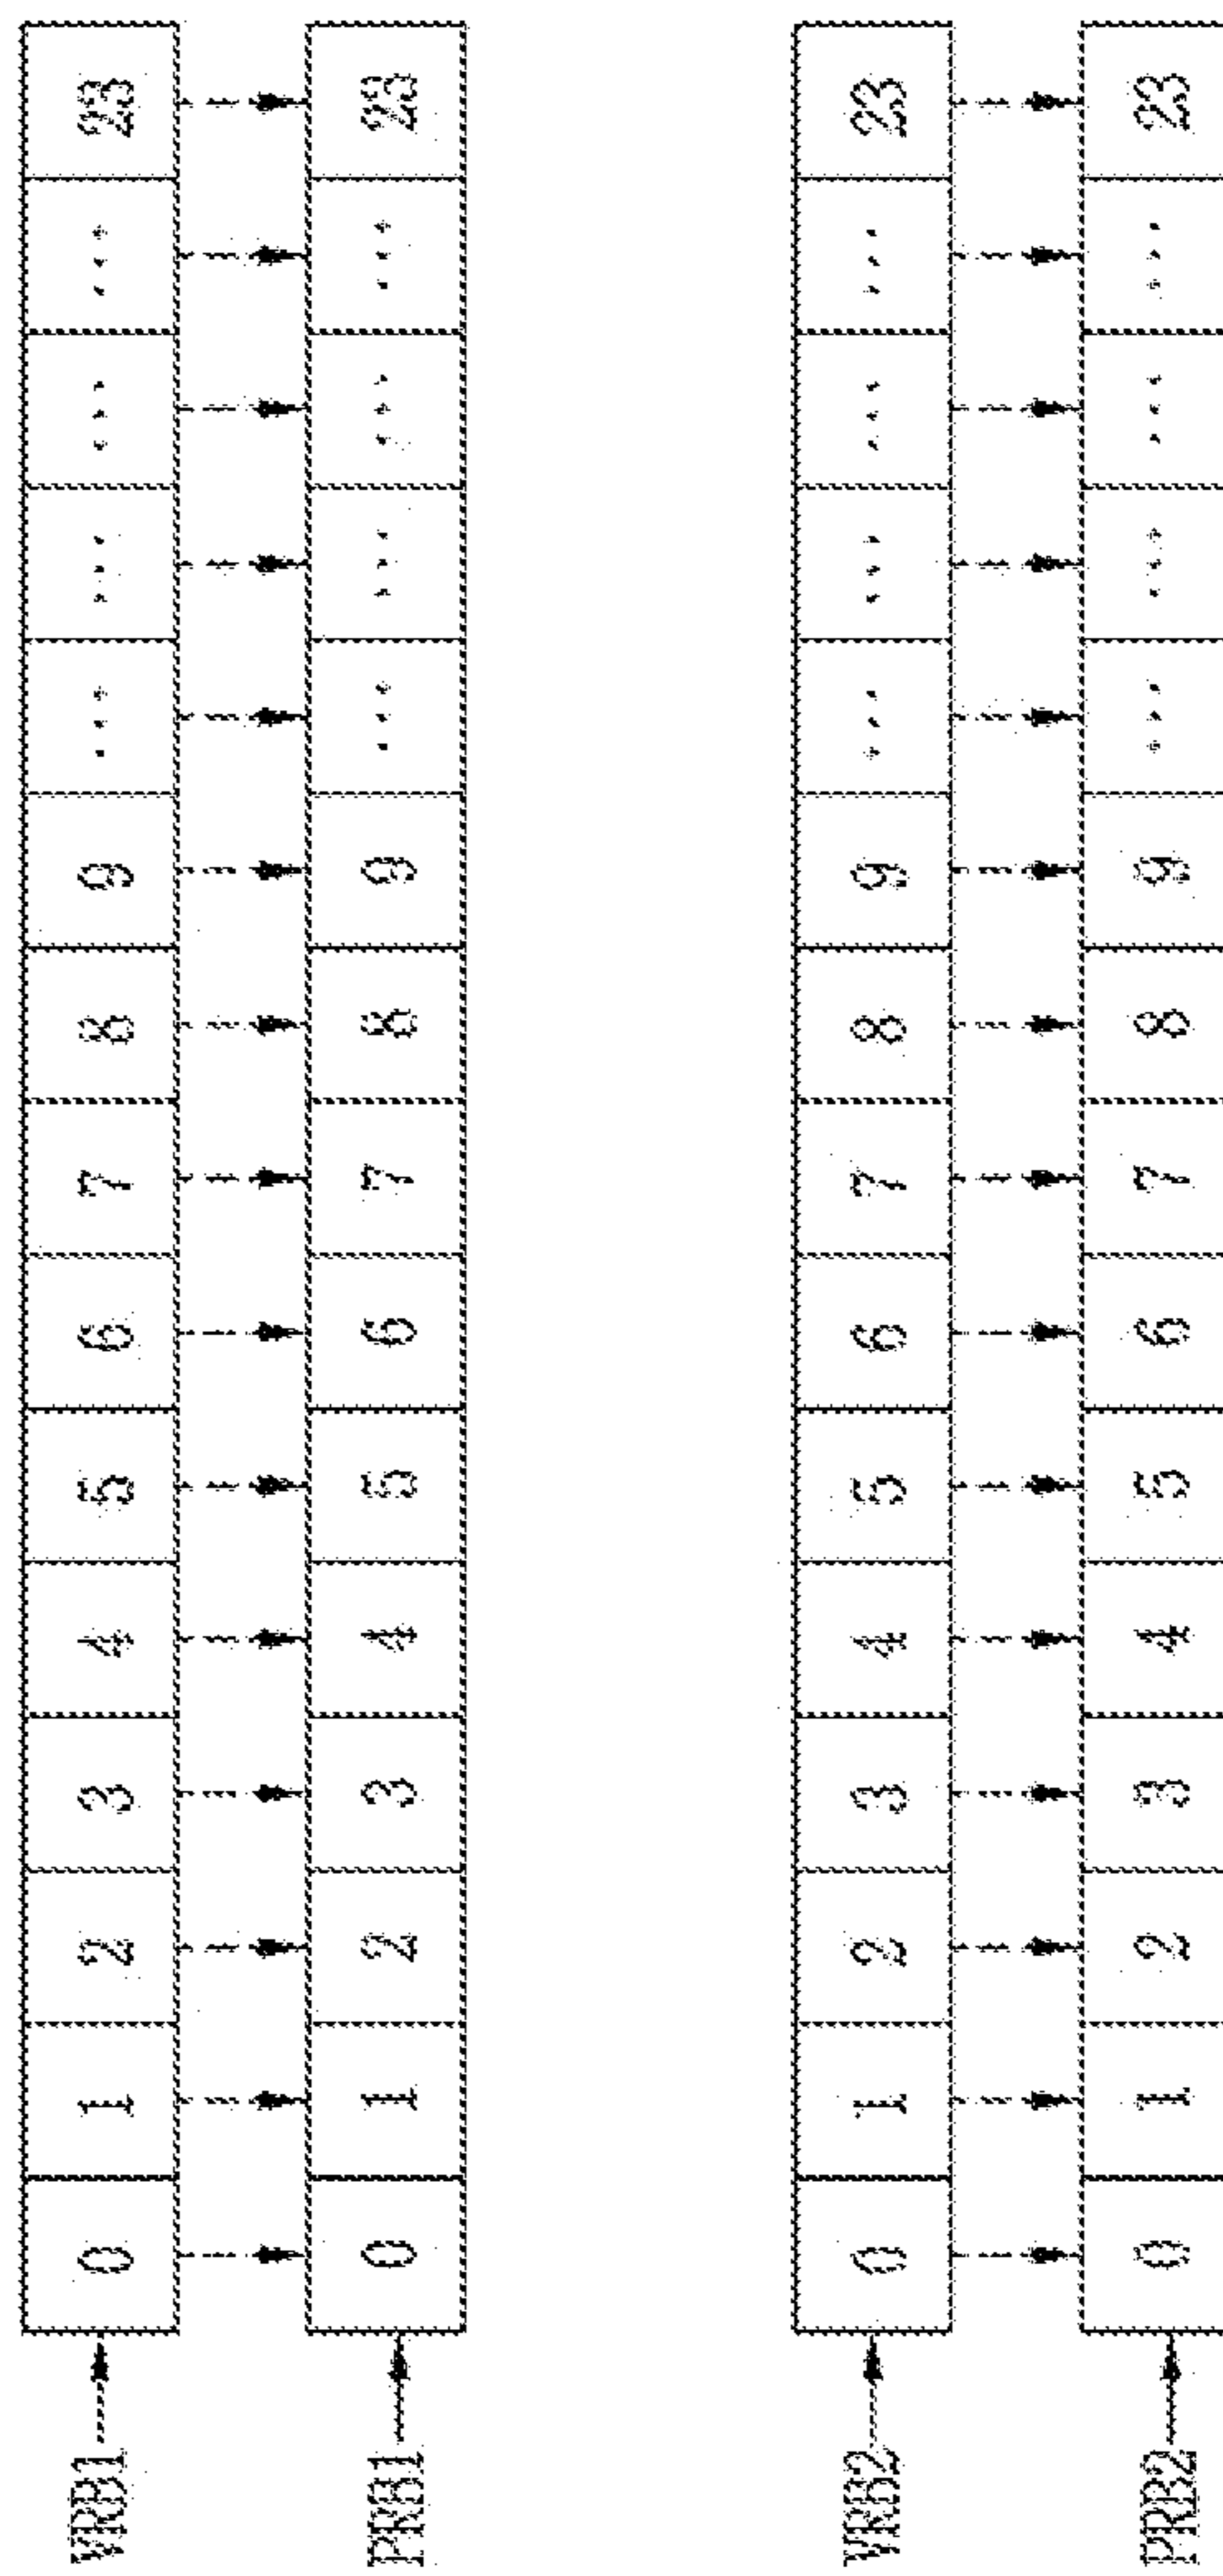 VRB1 0 1 2 3 4 5 6 7 8 9 ... ... ... ... 23
PRB1 0 1 2 3 4 5 6 7 8 9 ... ... ... ... 23
VRB2 0 1 2 3 4 5 6 7 8 9 ... ... ... ... 23
PRB2 0 1 2 3 4 5 6 7 8 9 ... ... ... ... 23